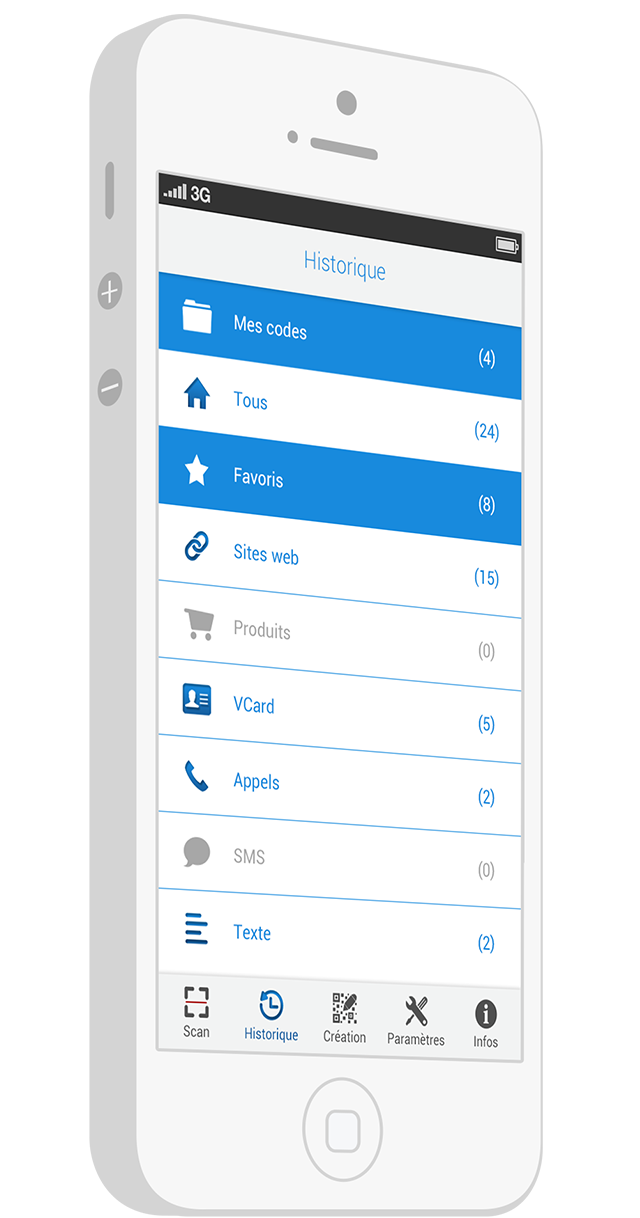 3G
Historique
Mes codes (4)
Tous (24)
Favoris (8)
Sites web (15)
Produits (0)
VCard (5)
Appels (2)
SMS (0)
Texte (2)
Scan Historique Création Paramètres Infos